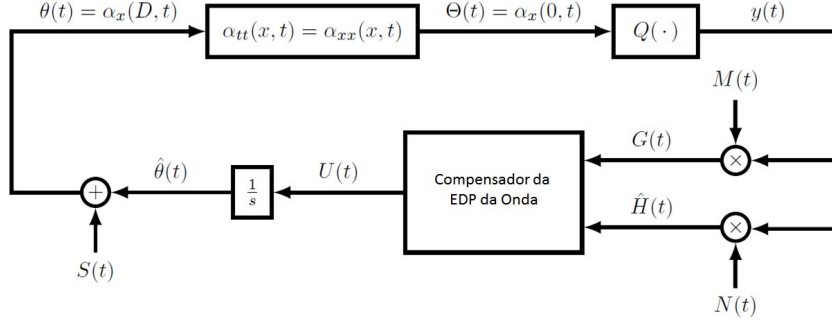 θ(t) = α_x(D, t)
α_tt(x, t) = α_xx(x, t)
Θ(t) = α_x(0, t)
Q(·)
y(t)
M(t)
G(t)
×
Compensador da
EDP da Onda
U(t)
1/s
θ̂(t)
+
S(t)
Ĥ(t)
×
N(t)